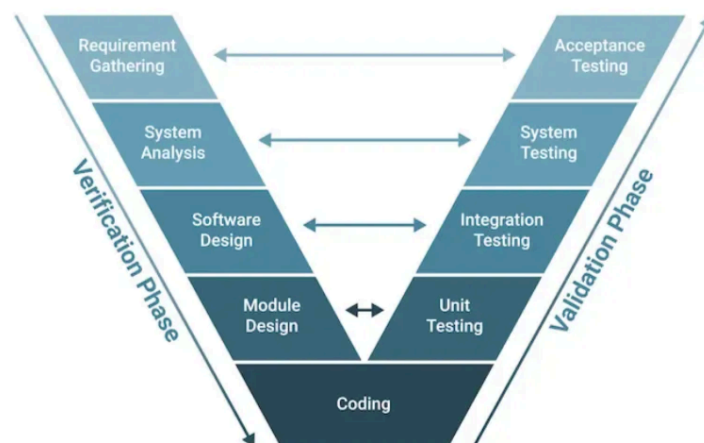 Requirement
Gathering
Acceptance
Testing
System
Analysis
System
Testing
Verification Phase
Software
Design
Integration
Testing
Validation Phase
Module
Design
Unit
Testing
Coding